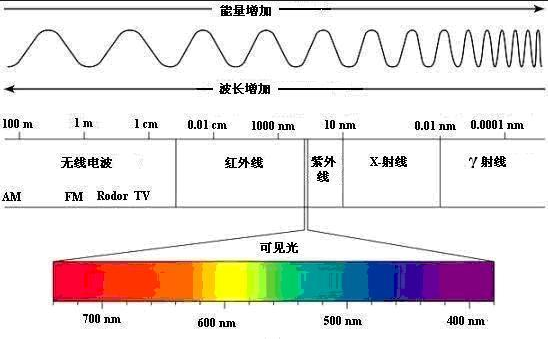 能量增加
波长增加
100 m 1 m 1 cm 0.01 cm 1000 nm 10 nm 0.01 nm 0.0001 nm
无线电波 红外线 紫外线 X-射线 γ射线
AM FM Rodor TV
可见光
700 nm 600 nm 500 nm 400 nm